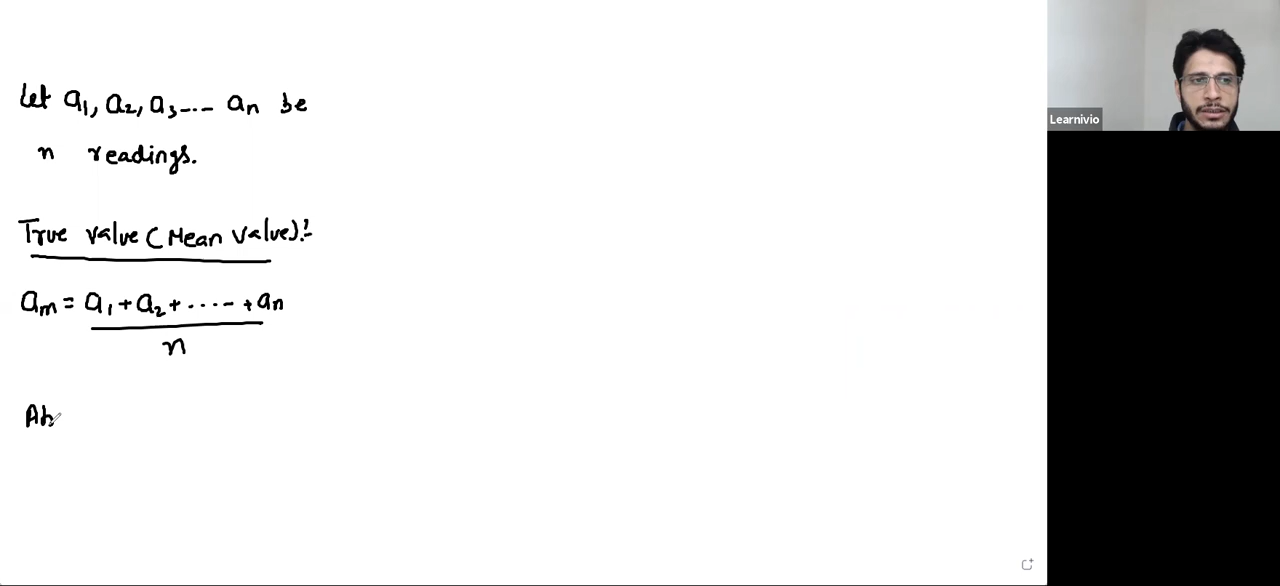 Let a₁, a₂, a₃---- aₙ be
n readings.
True value (Mean value):
aₘ = a₁+a₂+.....+aₙ
n
Ab
Learnivio